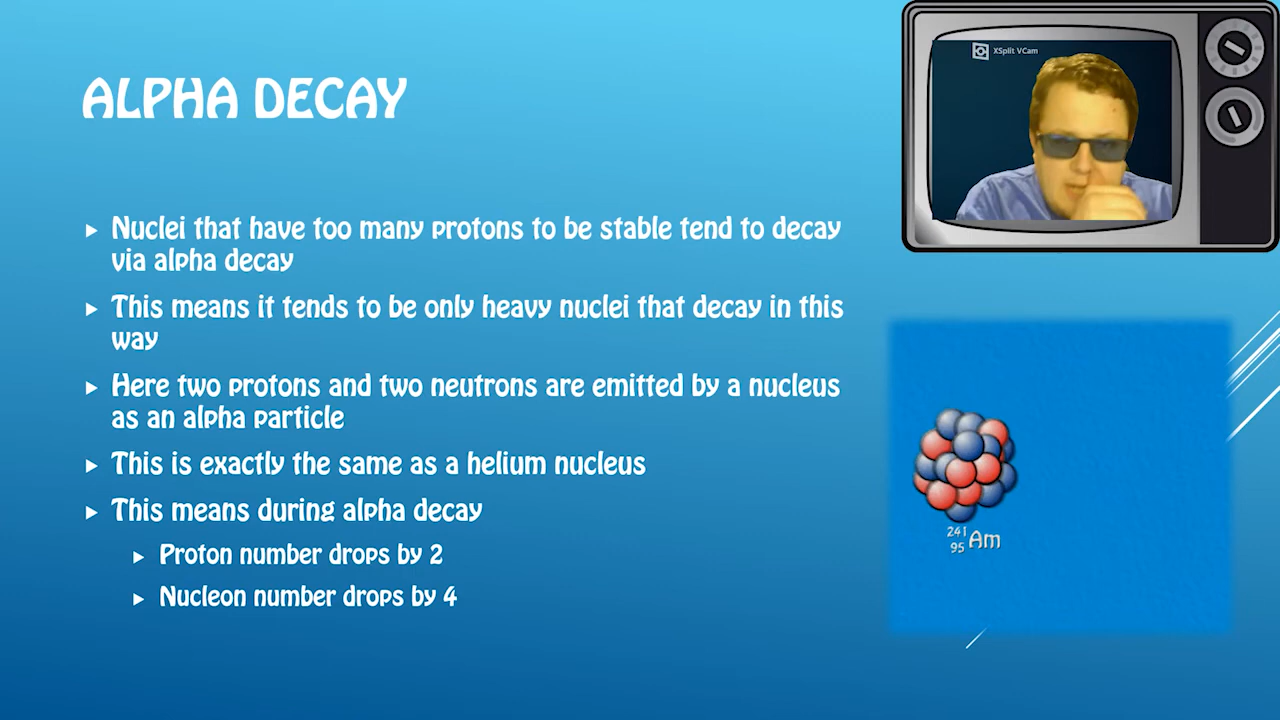 XSplit VCam
ALPHA DECAY
Nuclei that have too many protons to be stable tend to decay
via alpha decay
This means it tends to be only heavy nuclei that decay in this
way
Here two protons and two neutrons are emitted by a nucleus
as an alpha particle
This is exactly the same as a helium nucleus
This means during alpha decay
Proton number drops by 2
Nucleon number drops by 4
241
95 Am